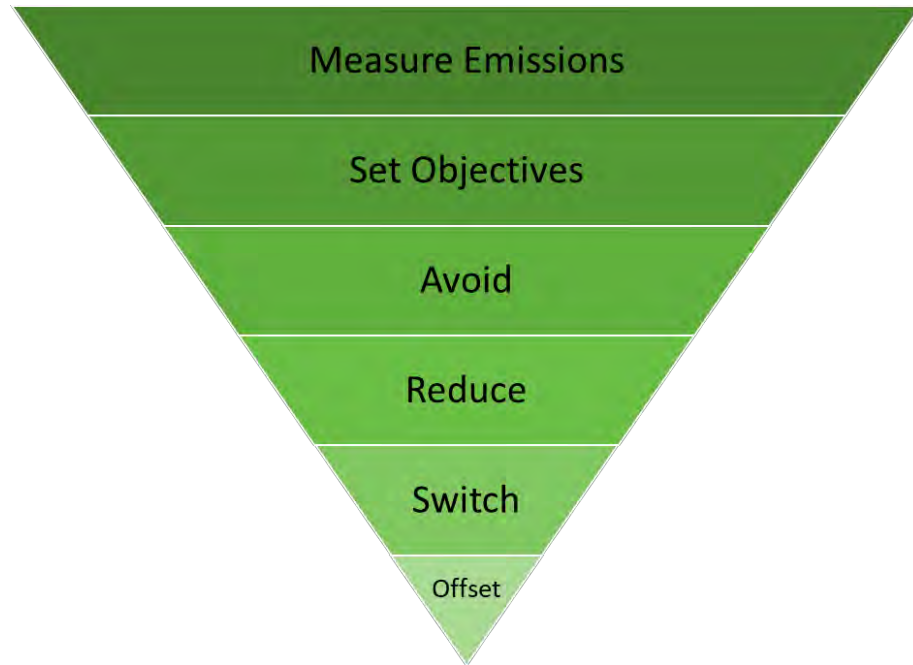 Measure Emissions
Set Objectives
Avoid
Reduce
Switch
Offset